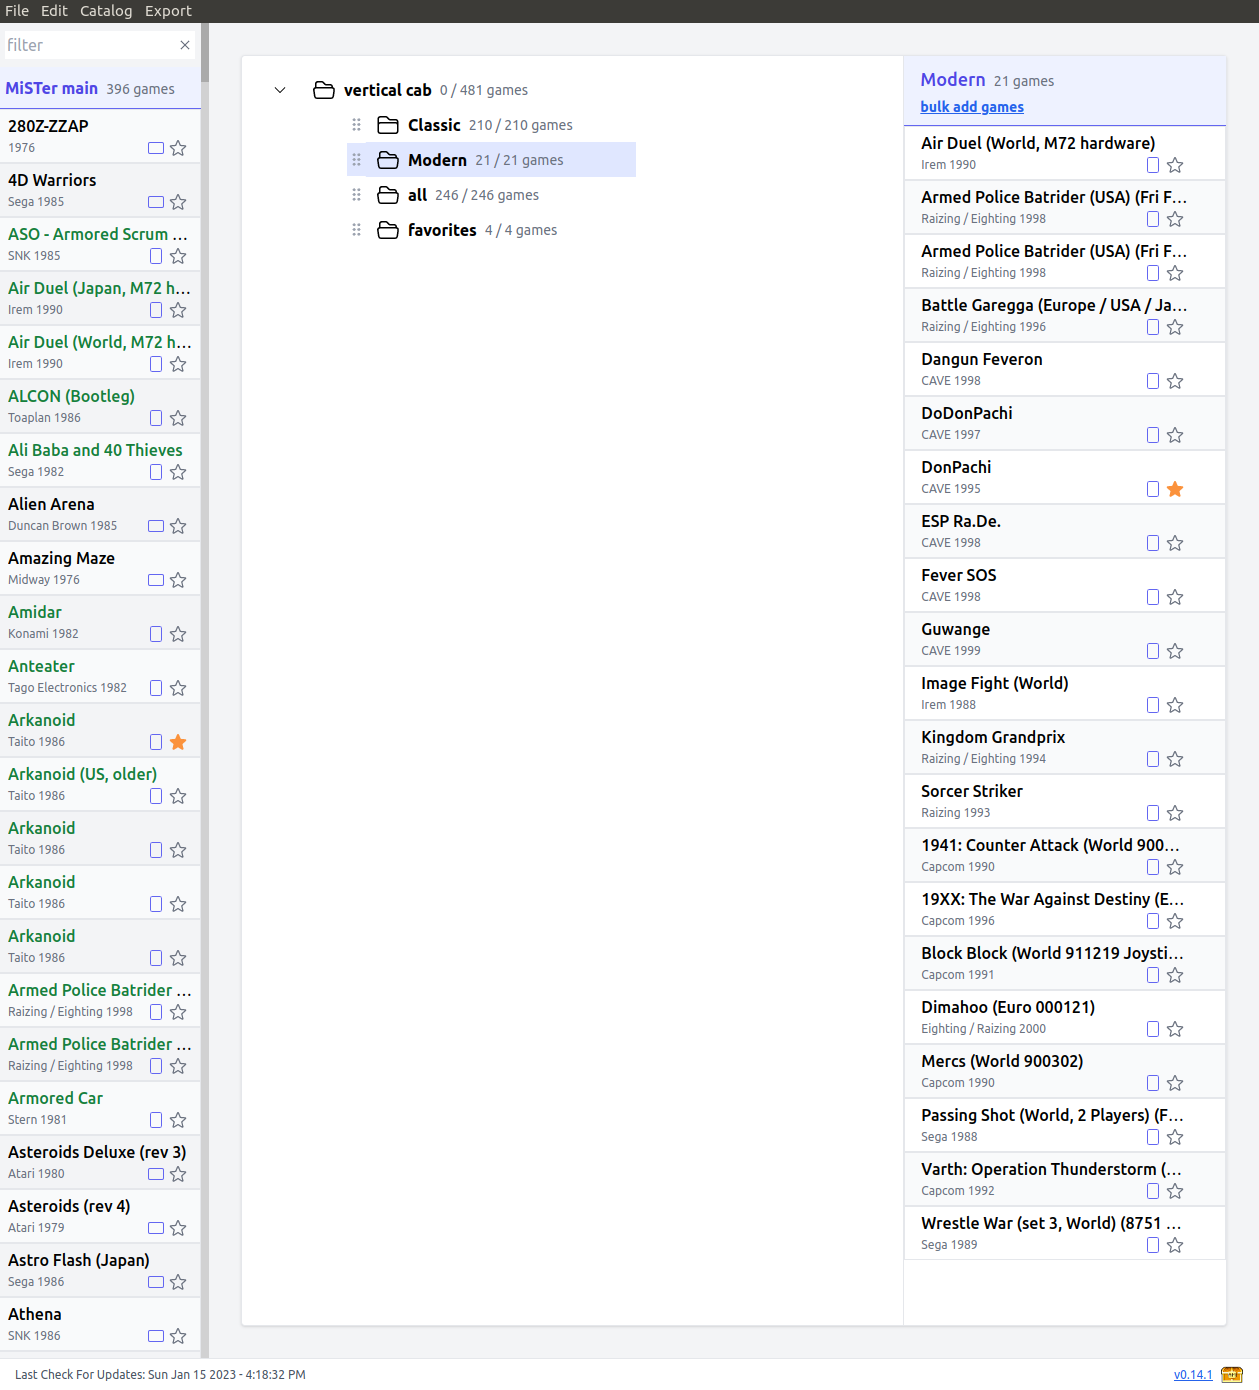 File Edit Catalog Export
filter
MiSTer main 396 games
280Z-ZZAP
1976
4D Warriors
Sega 1985
ASO - Armored Scrum ...
SNK 1985
Air Duel (Japan, M72 h...
Irem 1990
Air Duel (World, M72 h...
Irem 1990
ALCON (Bootleg)
Toaplan 1986
Ali Baba and 40 Thieves
Sega 1982
Alien Arena
Duncan Brown 1985
Amazing Maze
Midway 1976
Amidar
Konami 1982
Anteater
Tago Electronics 1982
Arkanoid
Taito 1986
Arkanoid (US, older)
Taito 1986
Arkanoid
Taito 1986
Arkanoid
Taito 1986
Arkanoid
Taito 1986
Armed Police Batrider ...
Raizing / Eighting 1998
Armed Police Batrider ...
Raizing / Eighting 1998
Armored Car
Stern 1981
Asteroids Deluxe (rev 3)
Atari 1980
Asteroids (rev 4)
Atari 1979
Astro Flash (Japan)
Sega 1986
Athena
SNK 1986
vertical cab 0 / 481 games
Classic 210 / 210 games
Modern 21 / 21 games
all 246 / 246 games
favorites 4 / 4 games
Modern 21 games
bulk add games
Air Duel (World, M72 hardware)
Irem 1990
Armed Police Batrider (USA) (Fri F...
Raizing / Eighting 1998
Armed Police Batrider (USA) (Fri F...
Raizing / Eighting 1998
Battle Garegga (Europe / USA / Ja...
Raizing / Eighting 1996
Dangun Feveron
CAVE 1998
DoDonPachi
CAVE 1997
DonPachi
CAVE 1995
ESP Ra.De.
CAVE 1998
Fever SOS
CAVE 1998
Guwange
CAVE 1999
Image Fight (World)
Irem 1988
Kingdom Grandprix
Raizing / Eighting 1994
Sorcer Striker
Raizing 1993
1941: Counter Attack (World 900...
Capcom 1990
19XX: The War Against Destiny (E...
Capcom 1996
Block Block (World 911219 Joysti...
Capcom 1991
Dimahoo (Euro 000121)
Eighting / Raizing 2000
Mercs (World 900302)
Capcom 1990
Passing Shot (World, 2 Players) (F...
Sega 1988
Varth: Operation Thunderstorm (...
Capcom 1992
Wrestle War (set 3, World) (8751 ...
Sega 1989
Last Check For Updates: Sun Jan 15 2023 - 4:18:32 PM
v0.14.1